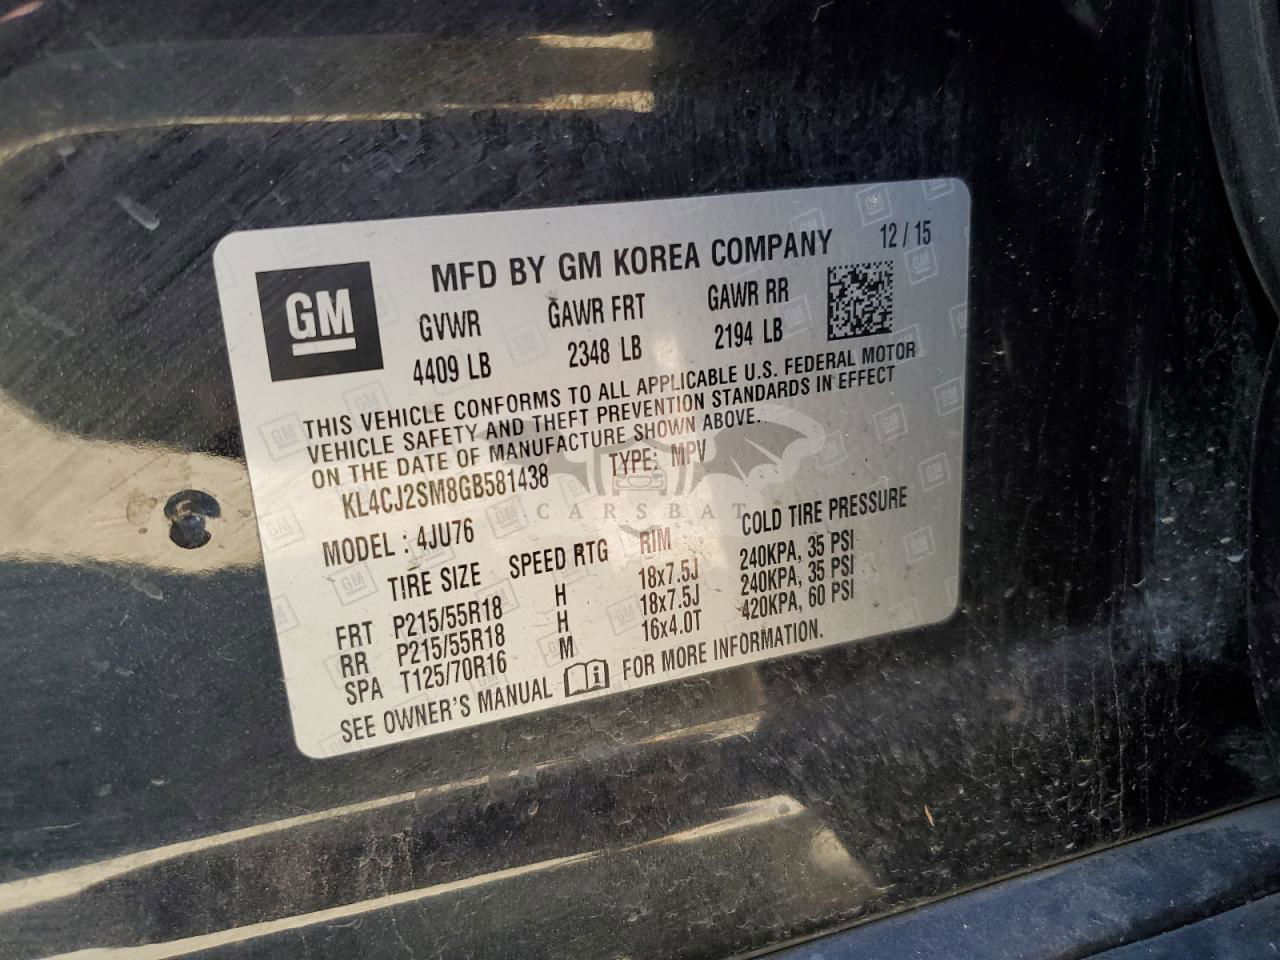 GM
MFD BY GM KOREA COMPANY 12 / 15
GVWR GAWR FRT GAWR RR
4409 LB 2348 LB 2194 LB
THIS VEHICLE CONFORMS TO ALL APPLICABLE U.S. FEDERAL MOTOR
VEHICLE SAFETY AND THEFT PREVENTION STANDARDS IN EFFECT
ON THE DATE OF MANUFACTURE SHOWN ABOVE.
KL4CJ2SM8GB581438 TYPE: MPV
CARSBAT
MODEL : 4JU76
TIRE SIZE SPEED RTG RIM COLD TIRE PRESSURE
FRT P215/55R18 H 18x7.5J 240KPA, 35 PSI
RR P215/55R18 H 18x7.5J 240KPA, 35 PSI
SPA T125/70R16 M 16x4.0T 420KPA, 60 PSI
SEE OWNER'S MANUAL FOR MORE INFORMATION.